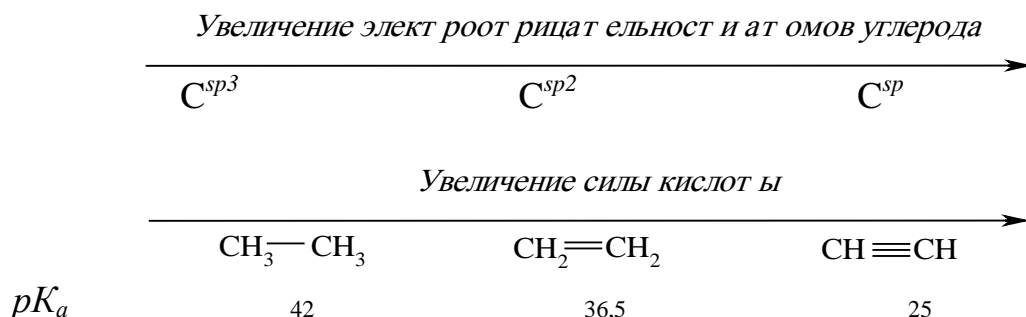 Увеличение элект роот рицат ельност и ат омов углерода
C^sp3 C^sp2 C^sp
Увеличение силы кислот ы
CH₃—CH₃ CH₂=CH₂ CH≡CH
pKₐ 42 36,5 25